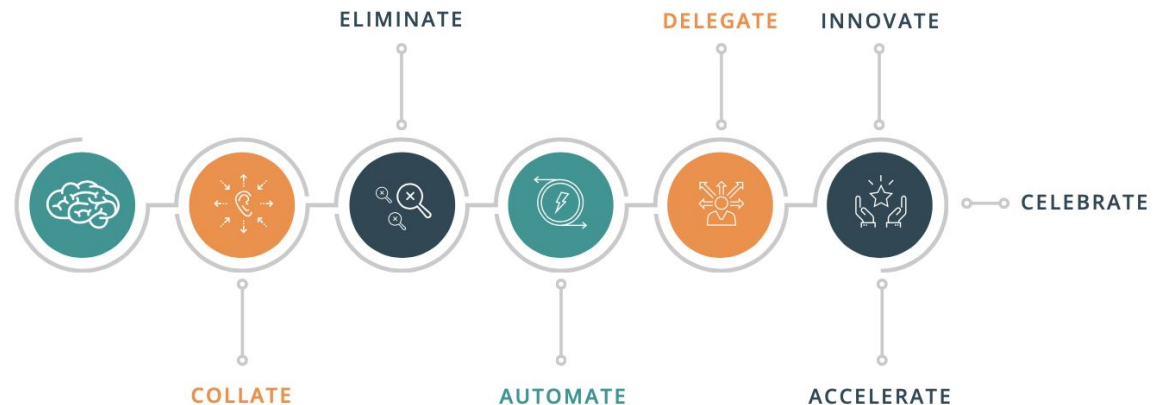 ELIMINATE
DELEGATE
INNOVATE
CELEBRATE
COLLATE
AUTOMATE
ACCELERATE